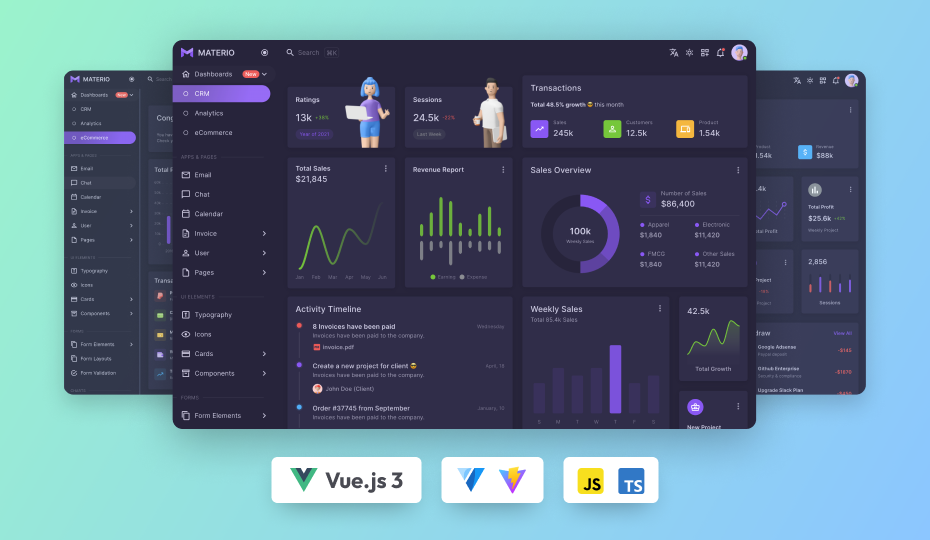 MATERIO
Search ⌘K
Dashboards New
CRM
Analytics
eCommerce
APPS & PAGES
Email
Chat
Calendar
Invoice
User
Pages
UI ELEMENTS
Typography
Icons
Cards
Components
FORMS
Form Elements
Ratings
13k +38%
Year of 2021
Sessions
24.5k -22%
Last Week
Transactions
Total 48.5% growth 😎 this month
Sales
245k
Customers
12.5k
Product
1.54k
Total Sales
$21,845
Jan Feb Mar Apr May Jun
Revenue Report
Earning Expense
Sales Overview
100k
Weekly Sales
Number of Sales
$86,400
Apparel
$1,840
Electronic
$11,420
FMCG
$1,840
Other Sales
$11,420
Activity Timeline
8 Invoices have been paid Wednesday
Invoices have been paid to the company.
invoice.pdf
Create a new project for client 😎 April, 18
Invoices have been paid to the company.
John Doe (Client)
Order #37745 from September January, 10
Invoices have been paid to the company.
Weekly Sales
Total 85.4k Sales
S M T W T F S
42.5k
Total Growth
New Project
MATERIO
Search
Dashboards New
CRM
Analytics
eCommerce
APPS & PAGES
Email
Chat
Calendar
Invoice
User
Pages
UI ELEMENTS
Typography
Icons
Cards
Components
FORMS
Form Elements
Form Layouts
Form Validation
Cong
Total
Transa
Revenue
1.54k
$88k
Total Profit
$25.6k +42%
Weekly Project
2,856
Sessions
View All
Google Adsense
Github Enterprise
Upgrade Slack Plan
Vue.js 3
JS
TS